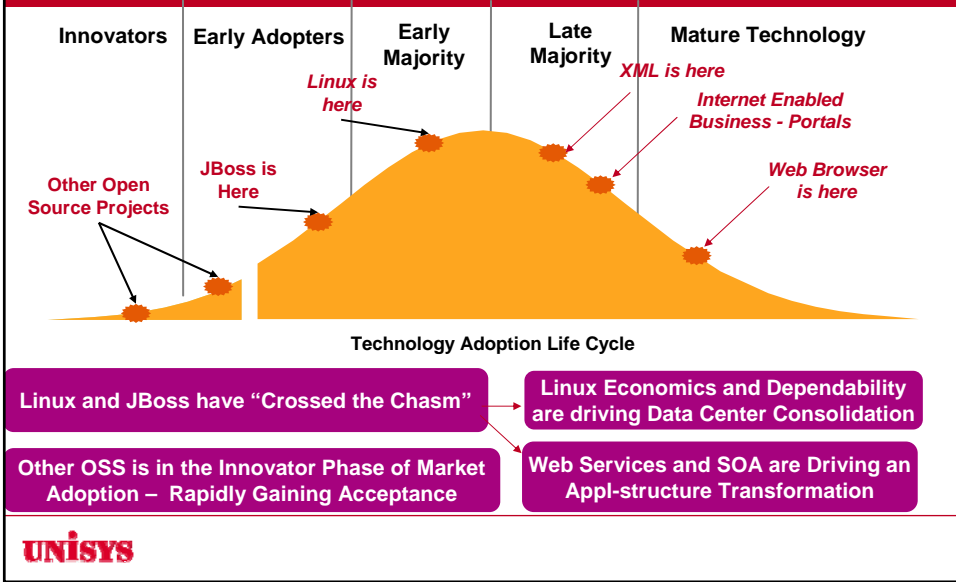 Innovators
Early Adopters
Early
Majority
Late
Majority
Mature Technology
Linux is
here
XML is here
Internet Enabled
Business - Portals
JBoss is
Here
Other Open
Source Projects
Web Browser
is here
Technology Adoption Life Cycle
Linux and JBoss have “Crossed the Chasm”
Linux Economics and Dependability
are driving Data Center Consolidation
Other OSS is in the Innovator Phase of Market
Adoption – Rapidly Gaining Acceptance
Web Services and SOA are Driving an
Appl-structure Transformation
UNISYS